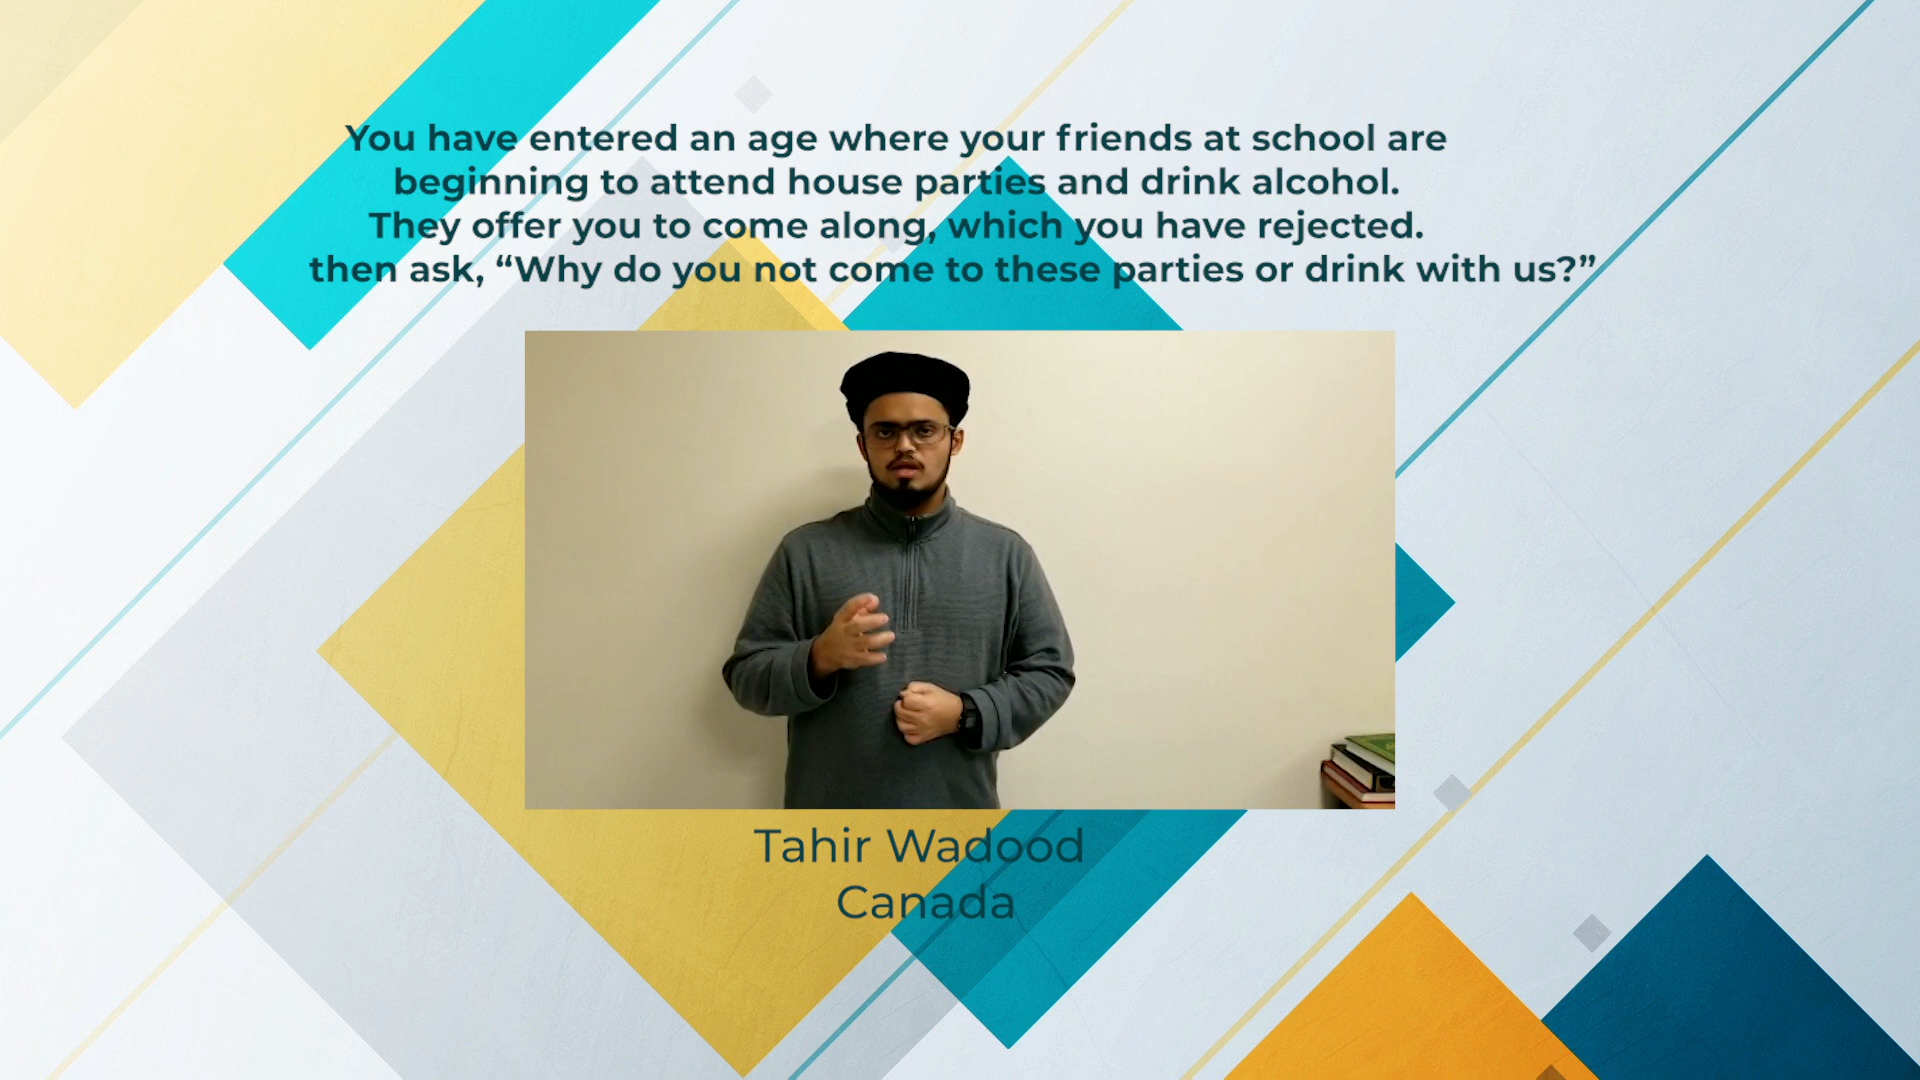 You have entered an age where your friends at school are
beginning to attend house parties and drink alcohol.
They offer you to come along, which you have rejected.
then ask, “Why do you not come to these parties or drink with us?”
Tahir Wadood
Canada